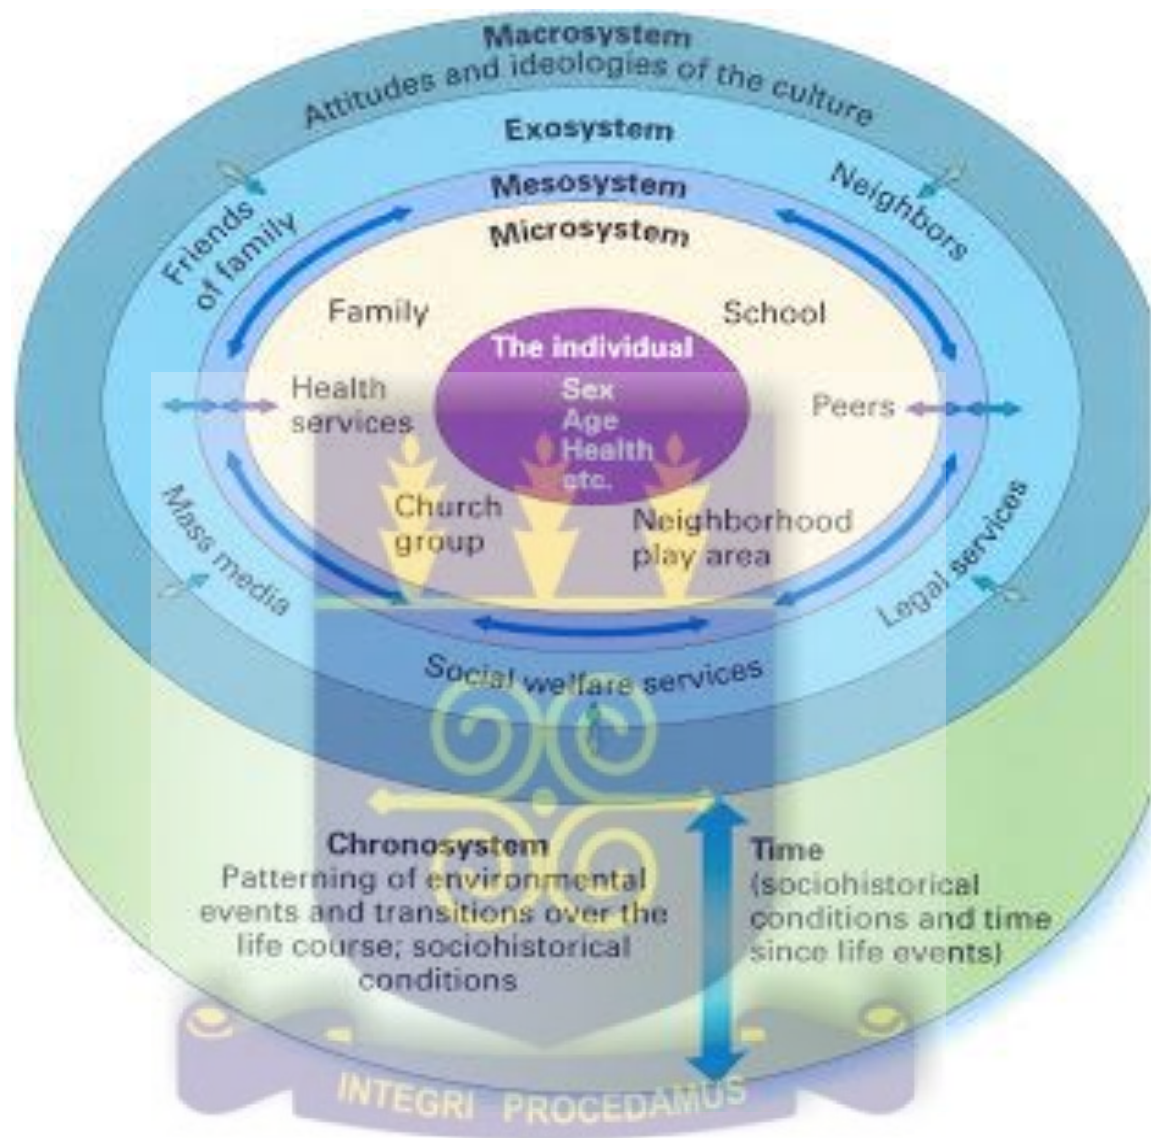 Macrosystem
Attitudes and ideologies of the culture
Exosystem
Mesosystem
Microsystem
Friends
of family
Neighbors
Family
School
The individual
Sex
Age
Health
etc.
Health
services
Peers
Church
group
Neighborhood
play area
Mass media
Legal services
Social welfare services
Chronosystem
Patterning of environmental
events and transitions over the
life course; sociohistorical
conditions
Time
(sociohistorical
conditions and time
since life events)
INTEGRI PROCEDAMUS